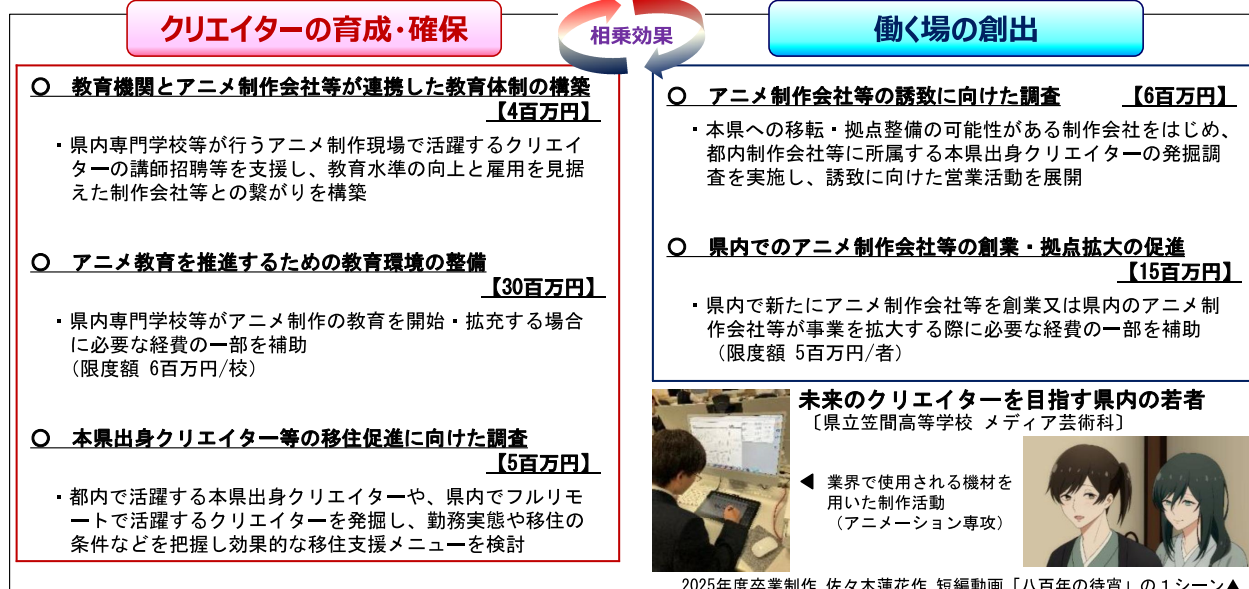 クリエイターの育成・確保
相乗効果
働く場の創出
○ 教育機関とアニメ制作会社等が連携した教育体制の構築
【4百万円】
・県内専門学校等が行うアニメ制作現場で活躍するクリエイ
ターの講師招聘等を支援し、教育水準の向上と雇用を見据
えた制作会社等との繋がりを構築
○ アニメ教育を推進するための教育環境の整備
【30百万円】
・県内専門学校等がアニメ制作の教育を開始・拡充する場合
に必要な経費の一部を補助
(限度額 6百万円/校)
○ 本県出身クリエイター等の移住促進に向けた調査
【5百万円】
・都内で活躍する本県出身クリエイターや、県内でフルリモ
ートで活躍するクリエイターを発掘し、勤務実態や移住の
条件などを把握し効果的な移住支援メニューを検討
○ アニメ制作会社等の誘致に向けた調査 【6百万円】
・本県への移転・拠点整備の可能性がある制作会社をはじめ、
都内制作会社等に所属する本県出身クリエイターの発掘調
査を実施し、誘致に向けた営業活動を展開
○ 県内でのアニメ制作会社等の創業・拠点拡大の促進
【15百万円】
・県内で新たにアニメ制作会社等を創業又は県内のアニメ制
作会社等が事業を拡大する際に必要な経費の一部を補助
(限度額 5百万円/者)
未来のクリエイターを目指す県内の若者
〔県立笠間高等学校 メディア芸術科〕
◀ 業界で使用される機材を
用いた制作活動
(アニメーション専攻)
2025年度卒業制作 佐々木蓮花作 短編動画「八百年の待宵」の1シーン▲